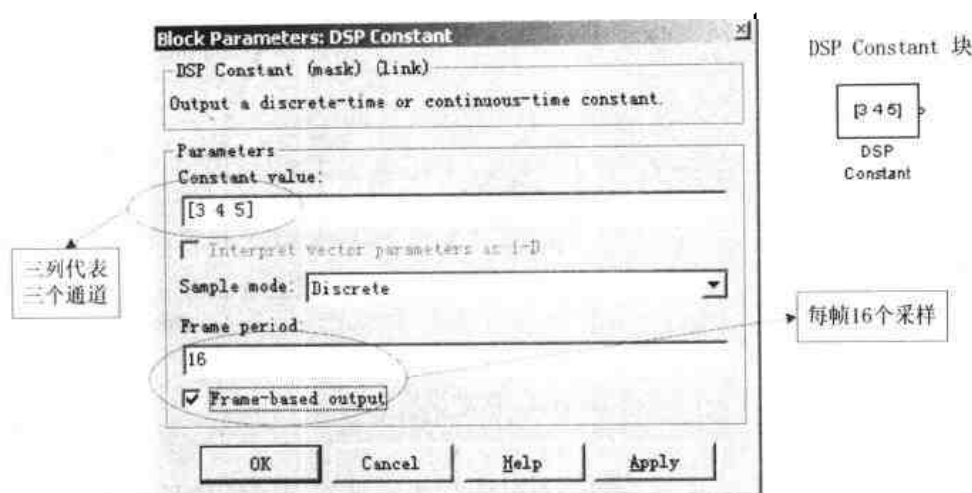 Block Parameters: DSP Constant
DSP Constant (mask) (link)
Output a discrete-time or continuous-time constant.
Parameters
Constant value:
[3 4 5]
Interpret vector parameters as 1-D
Sample mode: Discrete
Frame period:
16
Frame-based output
OK Cancel Help Apply
三列代表
三个通道
DSP Constant 块
[3 4 5]
DSP
Constant
每帧16个采样